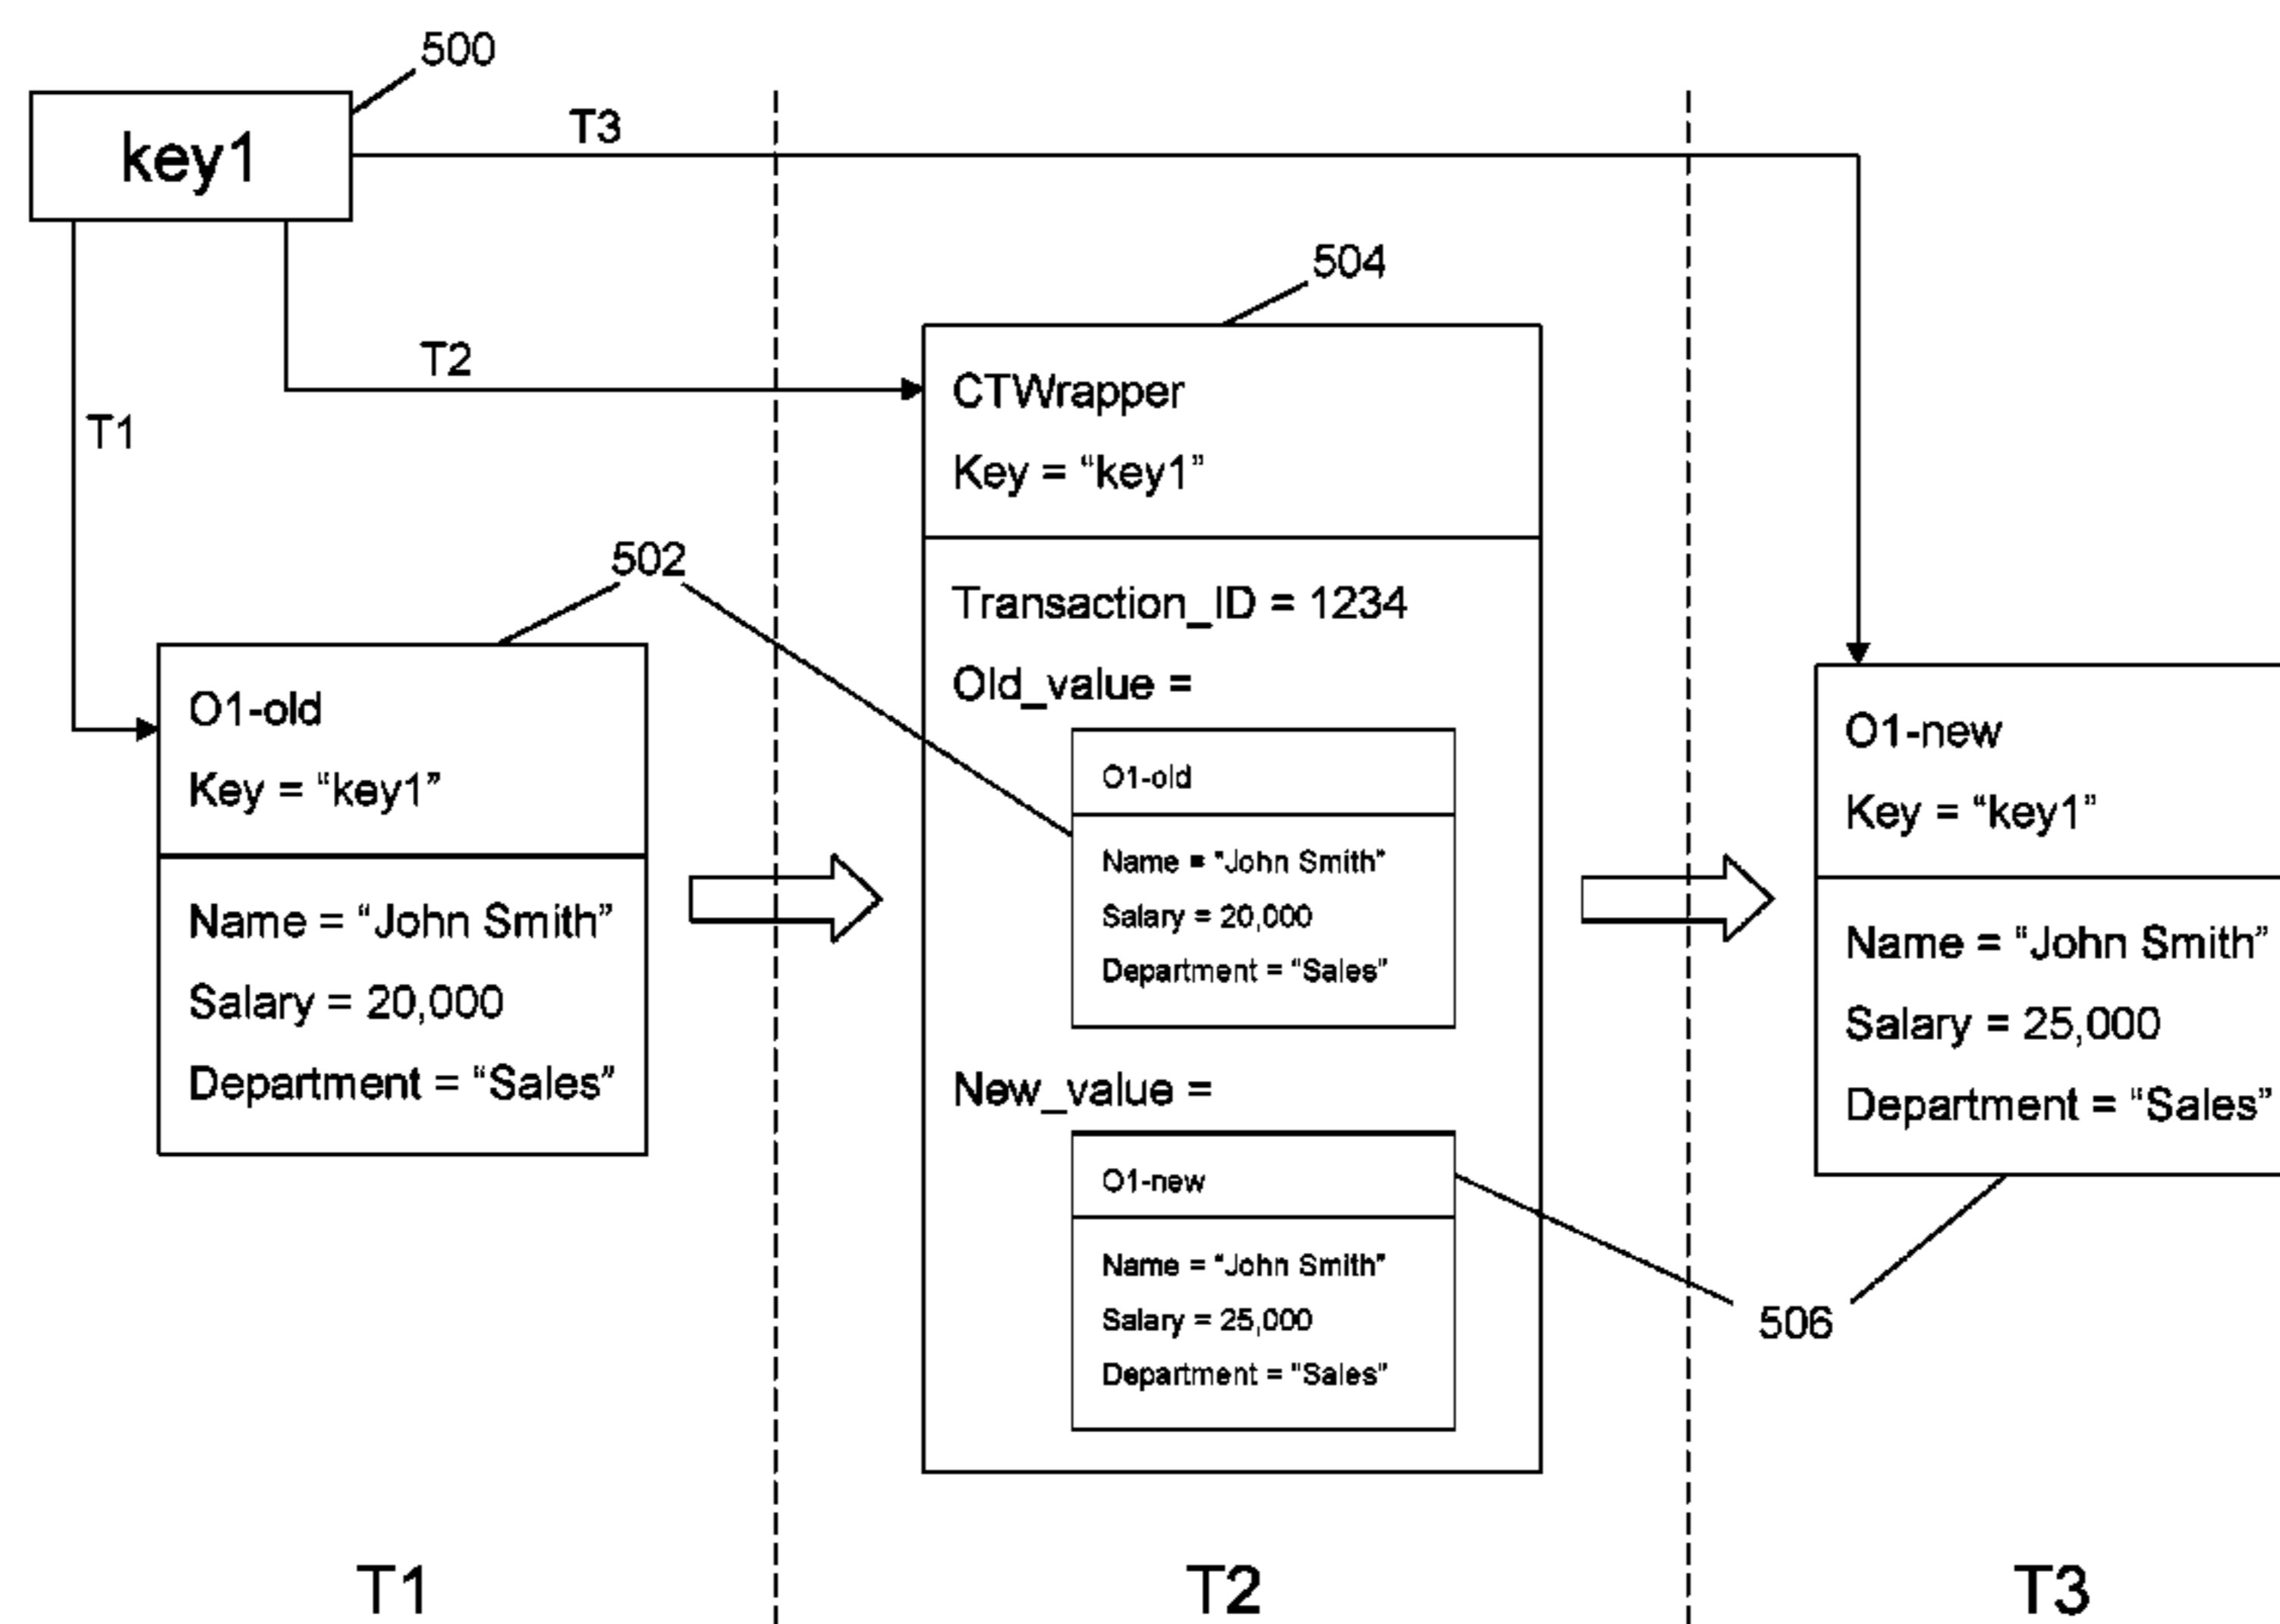 500
key1
T3
504
T2
T1
502
O1-old
Key = “key1”
Name = “John Smith”
Salary = 20,000
Department = “Sales”
CTWrapper
Key = “key1”
Transaction_ID = 1234
Old_value =
O1-old
Name = "John Smith"
Salary = 20,000
Department = "Sales"
New_value =
O1-new
Name = "John Smith"
Salary = 25,000
Department = "Sales"
O1-new
Key = “key1”
Name = “John Smith”
Salary = 25,000
Department = “Sales”
506
T1
T2
T3